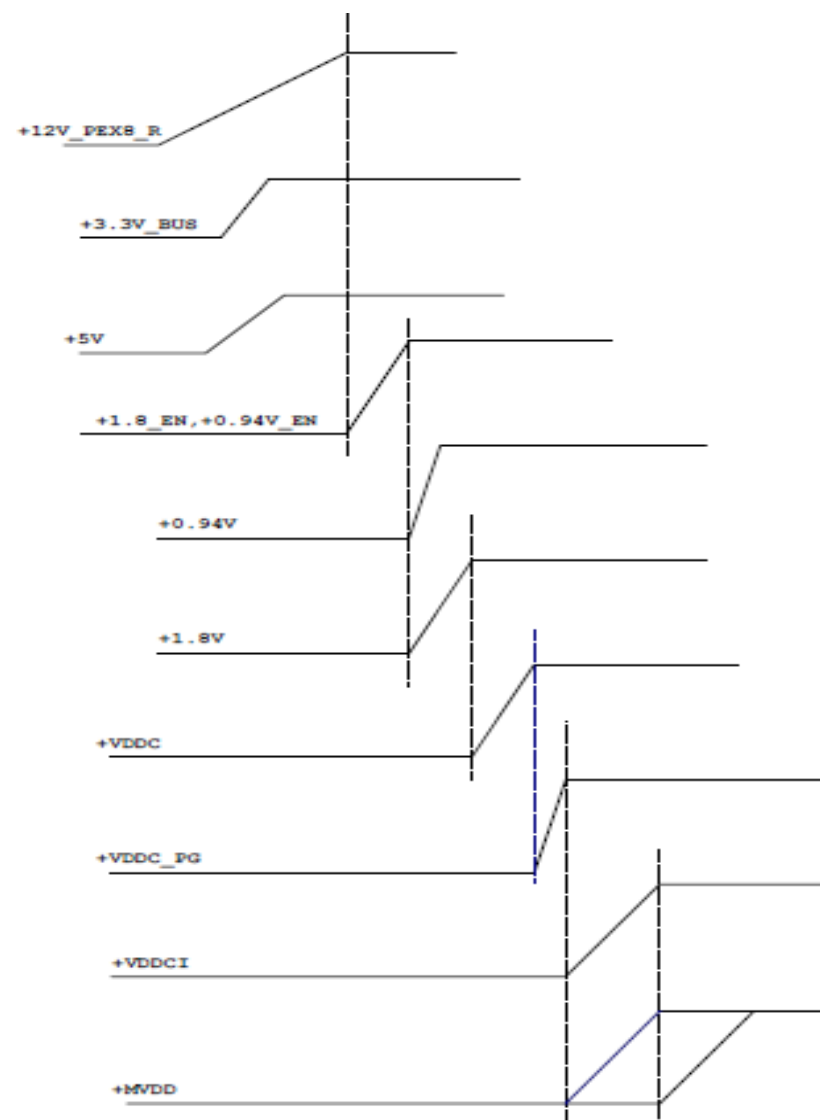 +12V_PEX8_R
+3.3V_BUS
+5V
+1.8_EN,+0.94V_EN
+0.94V
+1.8V
+VDDC
+VDDC_PG
+VDDCI
+MVDD